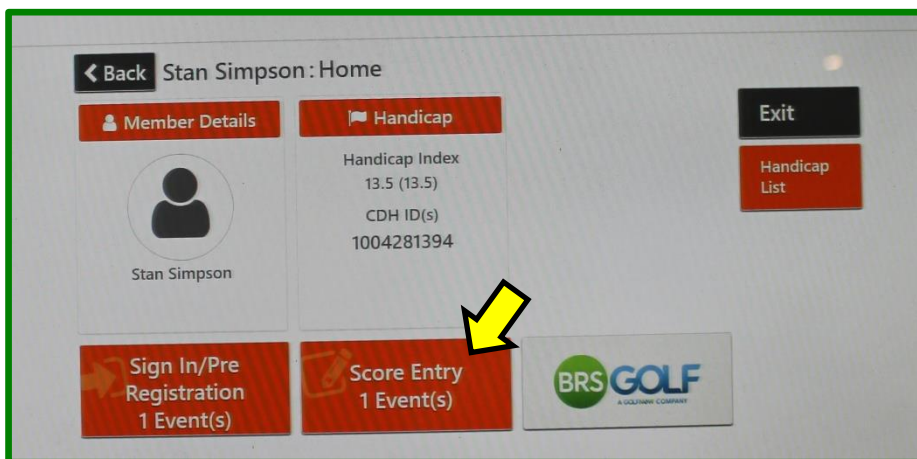 Back Stan Simpson: Home
Member Details
Handicap
Exit
Handicap Index
13.5 (13.5)
CDH ID(s)
1004281394
Handicap
List
Stan Simpson
Sign In/Pre
Registration
1 Event(s)
Score Entry
1 Event(s)
BRS GOLF
A GOLFNOW COMPANY